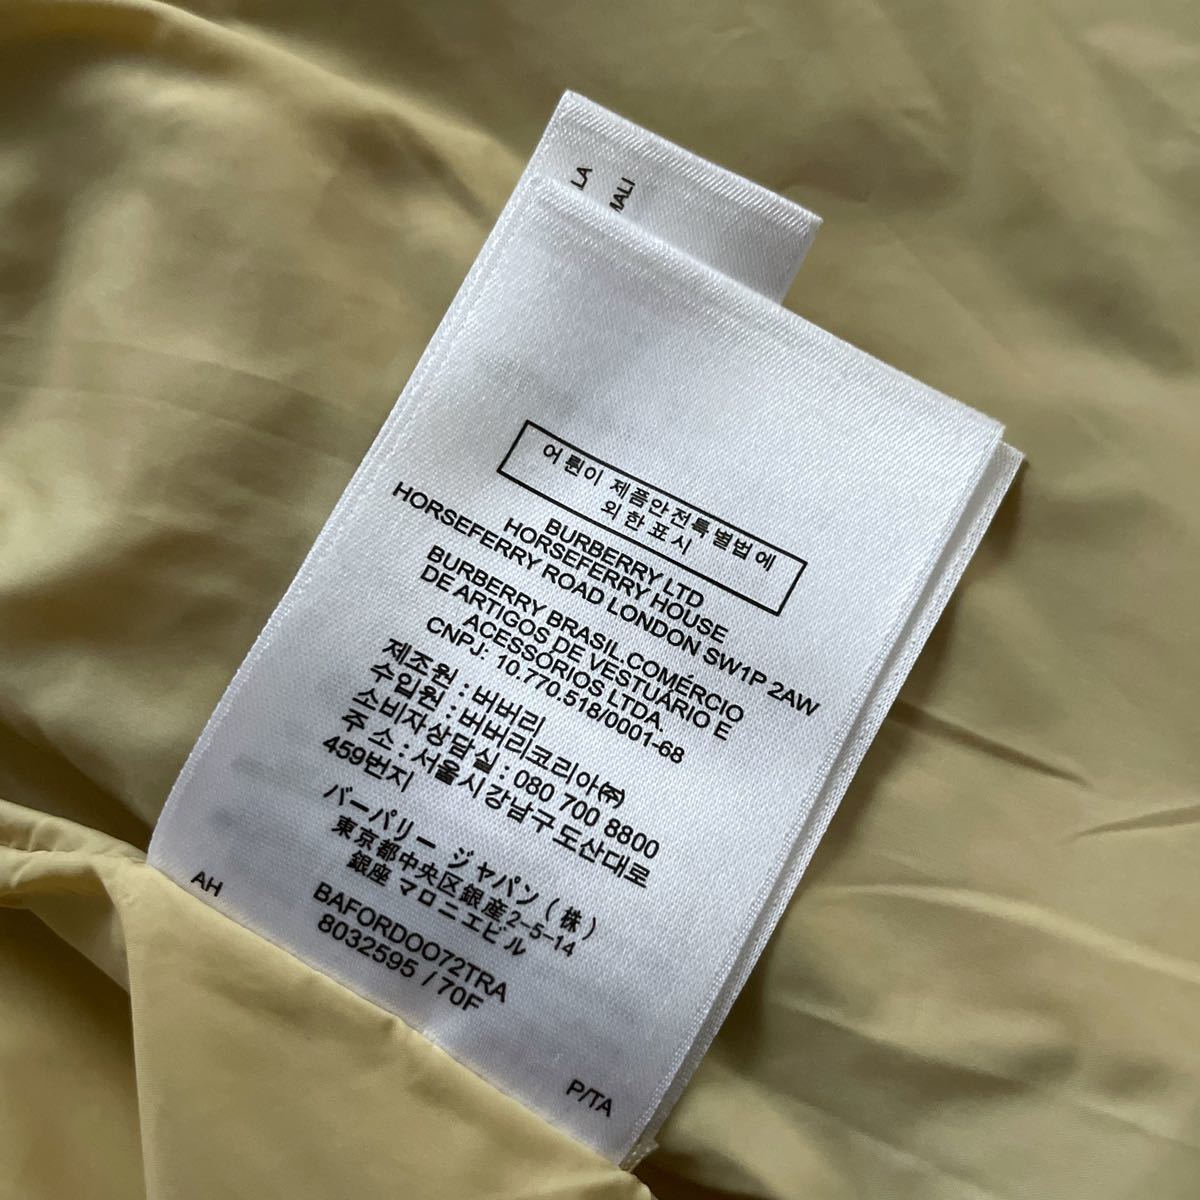 LA
MALI
어 뤈이 제품안전특별법에
외한표시
BURBERRY LTD
HORSEFERRY HOUSE
HORSEFERRY ROAD LONDON SW1P 2AW
BURBERRY BRASIL COMÉRCIO
DE ARTIGOS DE VESTUÁRIO E
ACESSÓRIOS LTDA.
CNPJ: 10.770.518/0001-68
제조원 : 버버리
수입원 : 버버리코리아㈜
소비자상담실 : 080 700 8800
주 소 : 서울시강남구도산대로
459번지
バーバリー ジャパン (株)
東京都中央区銀座2-5-14
銀座 マロニエビル
BAFORDOO72TRA
8032595 / 70F
AH
P/TA